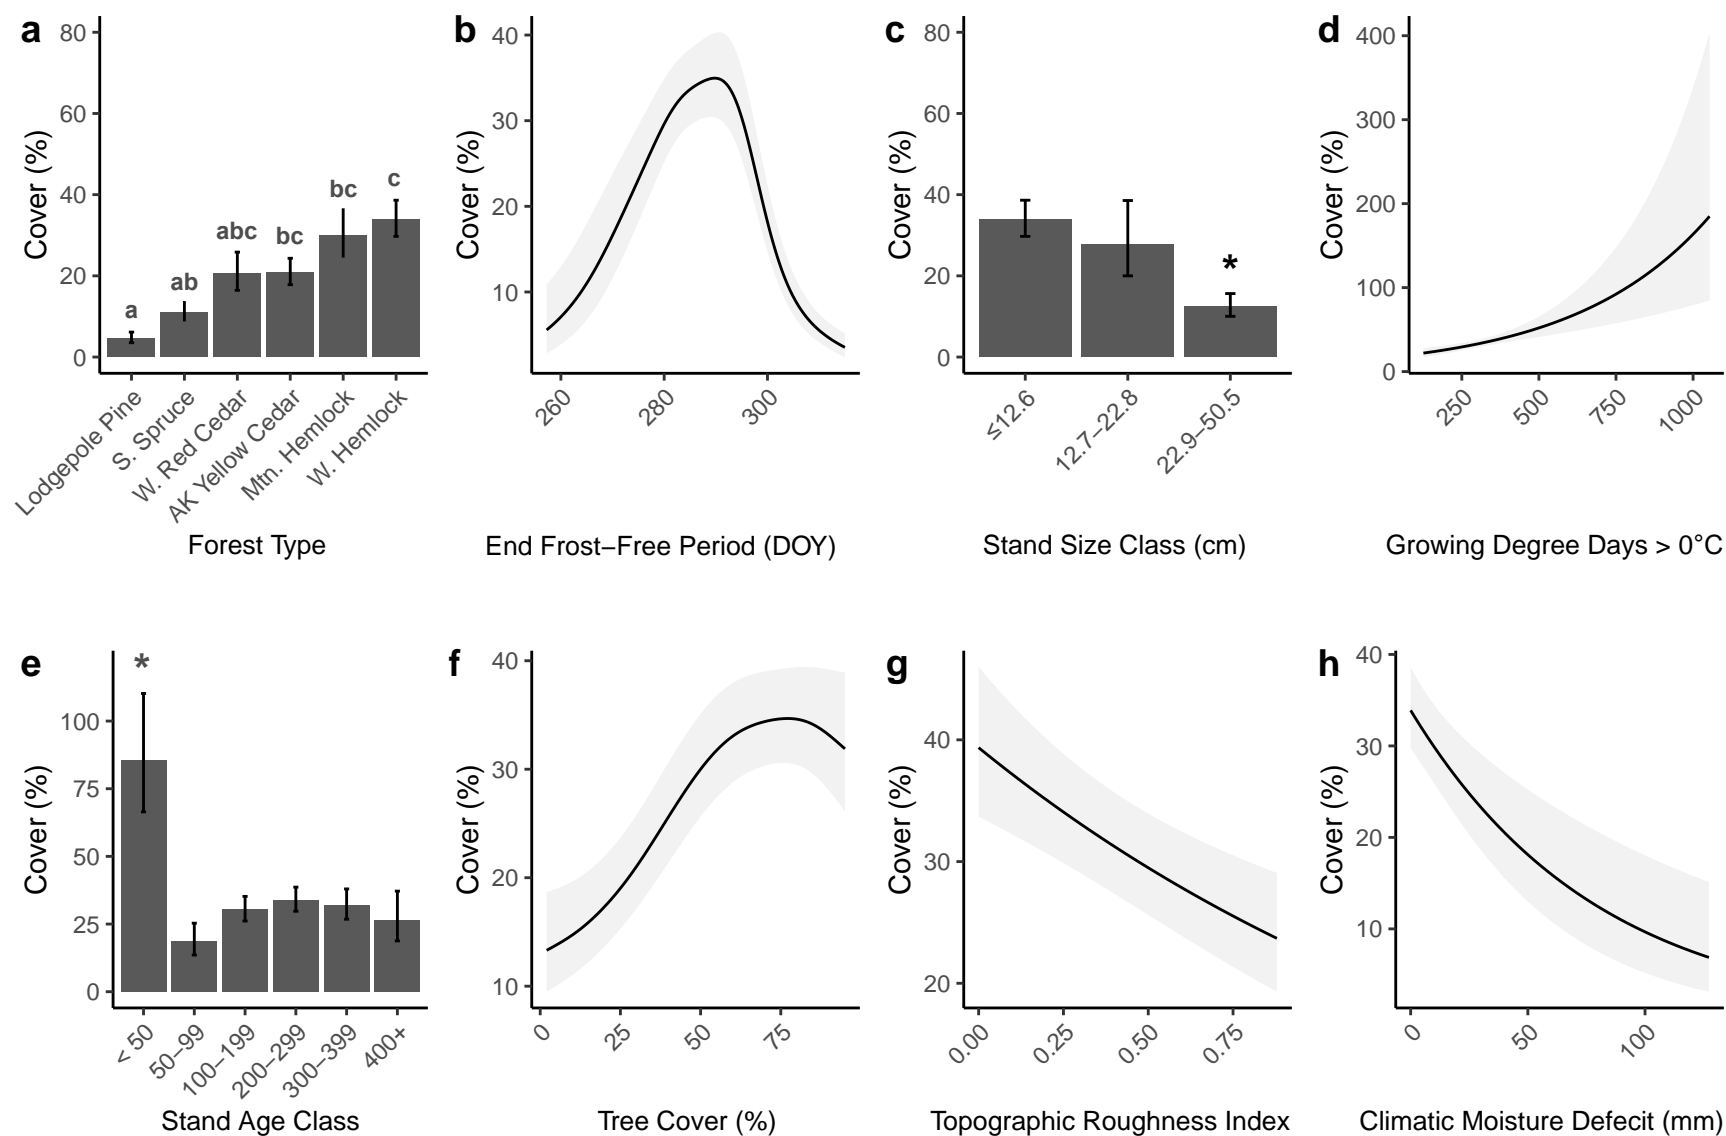 a
80
60
40
20
0
Cover (%)
a
ab
abc
bc
bc
c
Lodgepole Pine
S. Spruce
W. Red Cedar
AK Yellow Cedar
Mtn. Hemlock
W. Hemlock
Forest Type
b
40
30
20
10
Cover (%)
260
280
300
End Frost−Free Period (DOY)
c
80
60
40
20
0
Cover (%)
*
≤12.6
12.7−22.8
22.9−50.5
Stand Size Class (cm)
d
400
300
200
100
0
Cover (%)
250
500
750
1000
Growing Degree Days > 0°C
e
100
75
50
25
0
Cover (%)
*
< 50
50−99
100−199
200−299
300−399
400+
Stand Age Class
f
40
30
20
10
Cover (%)
0
25
50
75
Tree Cover (%)
g
40
30
20
Cover (%)
0.00
0.25
0.50
0.75
Topographic Roughness Index
h
40
30
20
10
Cover (%)
0
50
100
Climatic Moisture Defecit (mm)